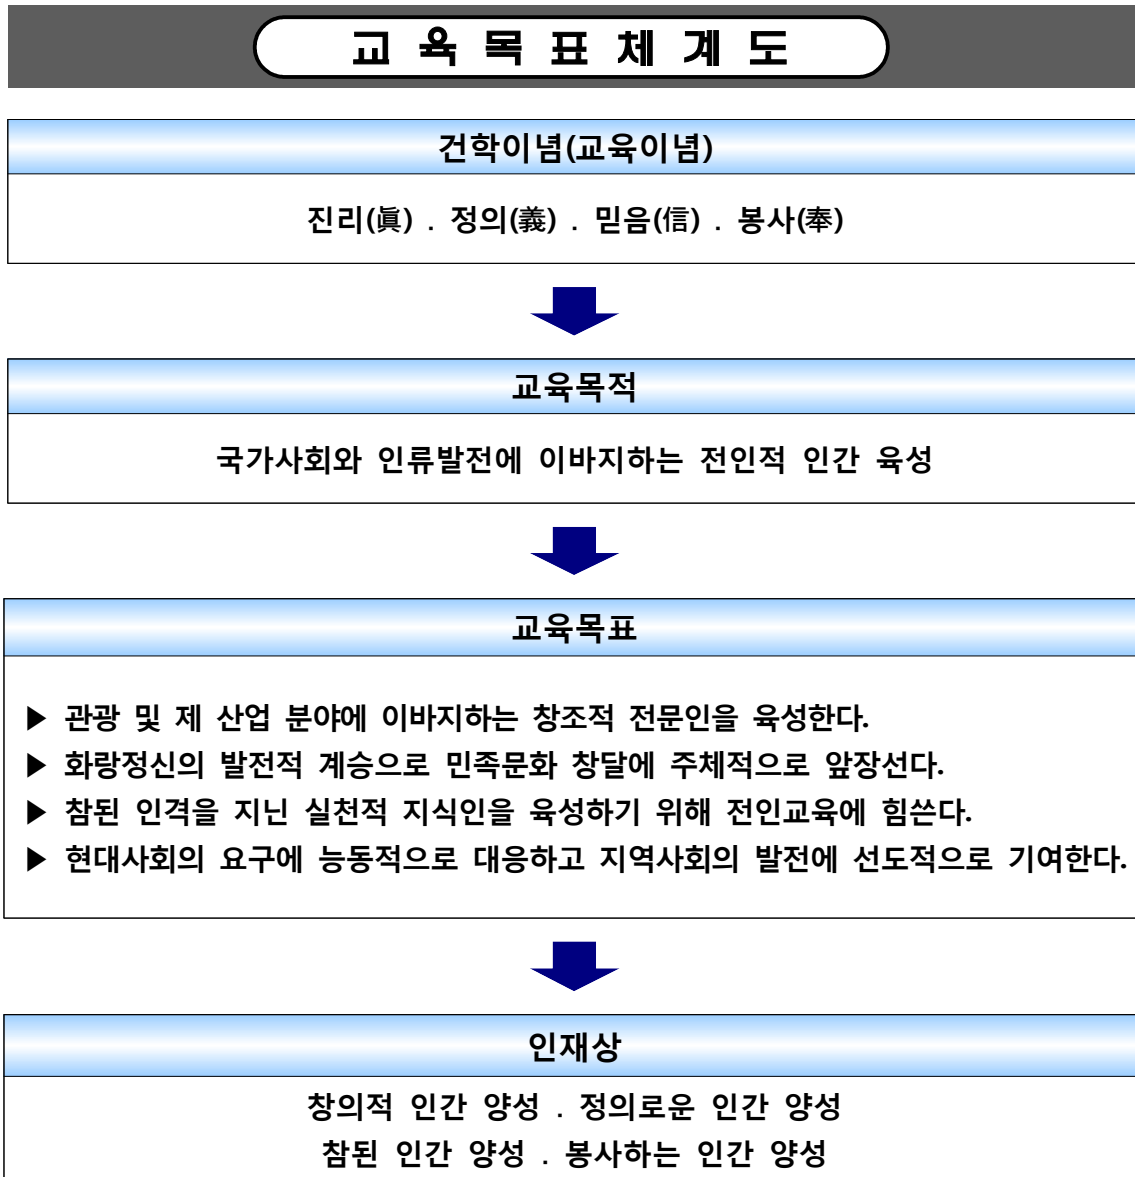 교 육 목 표 체 계 도
건학이념(교육이념)
진리(眞) . 정의(義) . 믿음(信) . 봉사(奉)
교육목적
국가사회와 인류발전에 이바지하는 전인적 인간 육성
교육목표
▶ 관광 및 제 산업 분야에 이바지하는 창조적 전문인을 육성한다.
▶ 화랑정신의 발전적 계승으로 민족문화 창달에 주체적으로 앞장선다.
▶ 참된 인격을 지닌 실천적 지식인을 육성하기 위해 전인교육에 힘쓴다.
▶ 현대사회의 요구에 능동적으로 대응하고 지역사회의 발전에 선도적으로 기여한다.
인재상
창의적 인간 양성 . 정의로운 인간 양성
참된 인간 양성 . 봉사하는 인간 양성